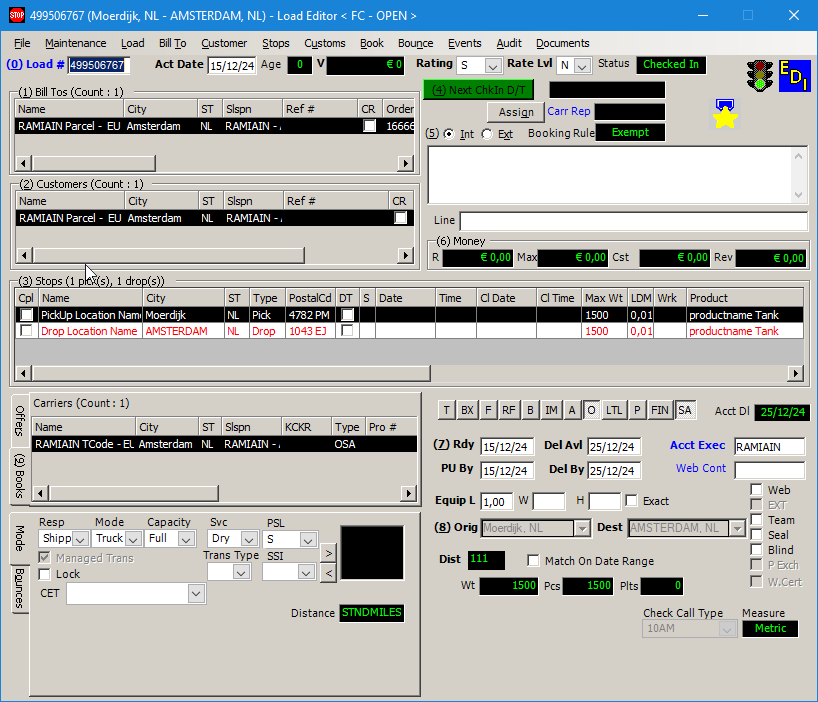 499506767 (Moerdijk, NL - AMSTERDAM, NL) - Load Editor < FC - OPEN >
File Maintenance Load Bill To Customer Stops Customs Book Bounce Events Audit Documents
(0) Load # 499506767 Act Date 15/12/24 Age 0 V € 0 Rating S Rate Lvl N Status Checked In
(1) Bill Tos (Count : 1)
Name City ST Slspn Ref # CR Order
RAMIAIN Parcel - EU Amsterdam NL RAMIAIN - 16666
(2) Customers (Count : 1)
Name City ST Slspn Ref # CR
RAMIAIN Parcel - EU Amsterdam NL RAMIAIN -
(4) Next ChkIn D/T
Assign Carr Rep
(5) Int Ext Booking Rule Exempt
EDI
Line
(6) Money
R € 0,00 Max € 0,00 Cst € 0,00 Rev € 0,00
(3) Stops (1 pick(s), 1 drop(s))
Cpl Name City ST Type PostalCd DT S Date Time Cl Date Cl Time Max Wt LDM Wrk Product
PickUp Location Name Moerdijk NL Pick 4782 PM 1500 0,01 productname Tank
Drop Location Name AMSTERDAM NL Drop 1043 EJ 1500 0,01 productname Tank
Offers
(9) Books
Carriers (Count : 1)
Name City ST Slspn KCKR Type Pro #
RAMIAIN TCode - EU Amsterdam NL RAMIAIN - OSA
T BX F RF B IM A O LTL P FIN SA Acct Dl 25/12/24
(7) Rdy 15/12/24 Del Avl 25/12/24 Acct Exec RAMIAIN
PU By 15/12/24 Del By 25/12/24 Web Cont
Equip L 1,00 W H Exact
(8) Orig Moerdijk, NL Dest AMSTERDAM, NL
Dist 111 Match On Date Range
Wt 1500 Pcs 1500 Plts 0
Web
EXT
Team
Seal
Blind
P Exch
W.Cert
Check Call Type Measure
10AM Metric
Mode
Bounces
Resp Mode Capacity Svc PSL
Shipp Truck Full Dry S
Managed Trans Trans Type SSI
Lock
CET
> <
Distance STNDMILES
STOP